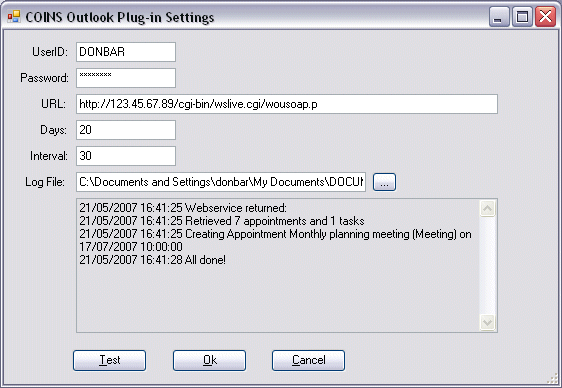 COINS Outlook Plug-in Settings
UserID: DONBAR
Password: ********
URL: http://123.45.67.89/cgi-bin/wslive.cgi/wousoap.p
Days: 20
Interval: 30
Log File: C:\Documents and Settings\donbar\My Documents\DOCUM ...
21/05/2007 16:41:25 Webservice returned:
21/05/2007 16:41:25 Retrieved 7 appointments and 1 tasks
21/05/2007 16:41:25 Creating Appointment Monthly planning meeting (Meeting) on
17/07/2007 10:00:00
21/05/2007 16:41:28 All done!
Test Ok Cancel